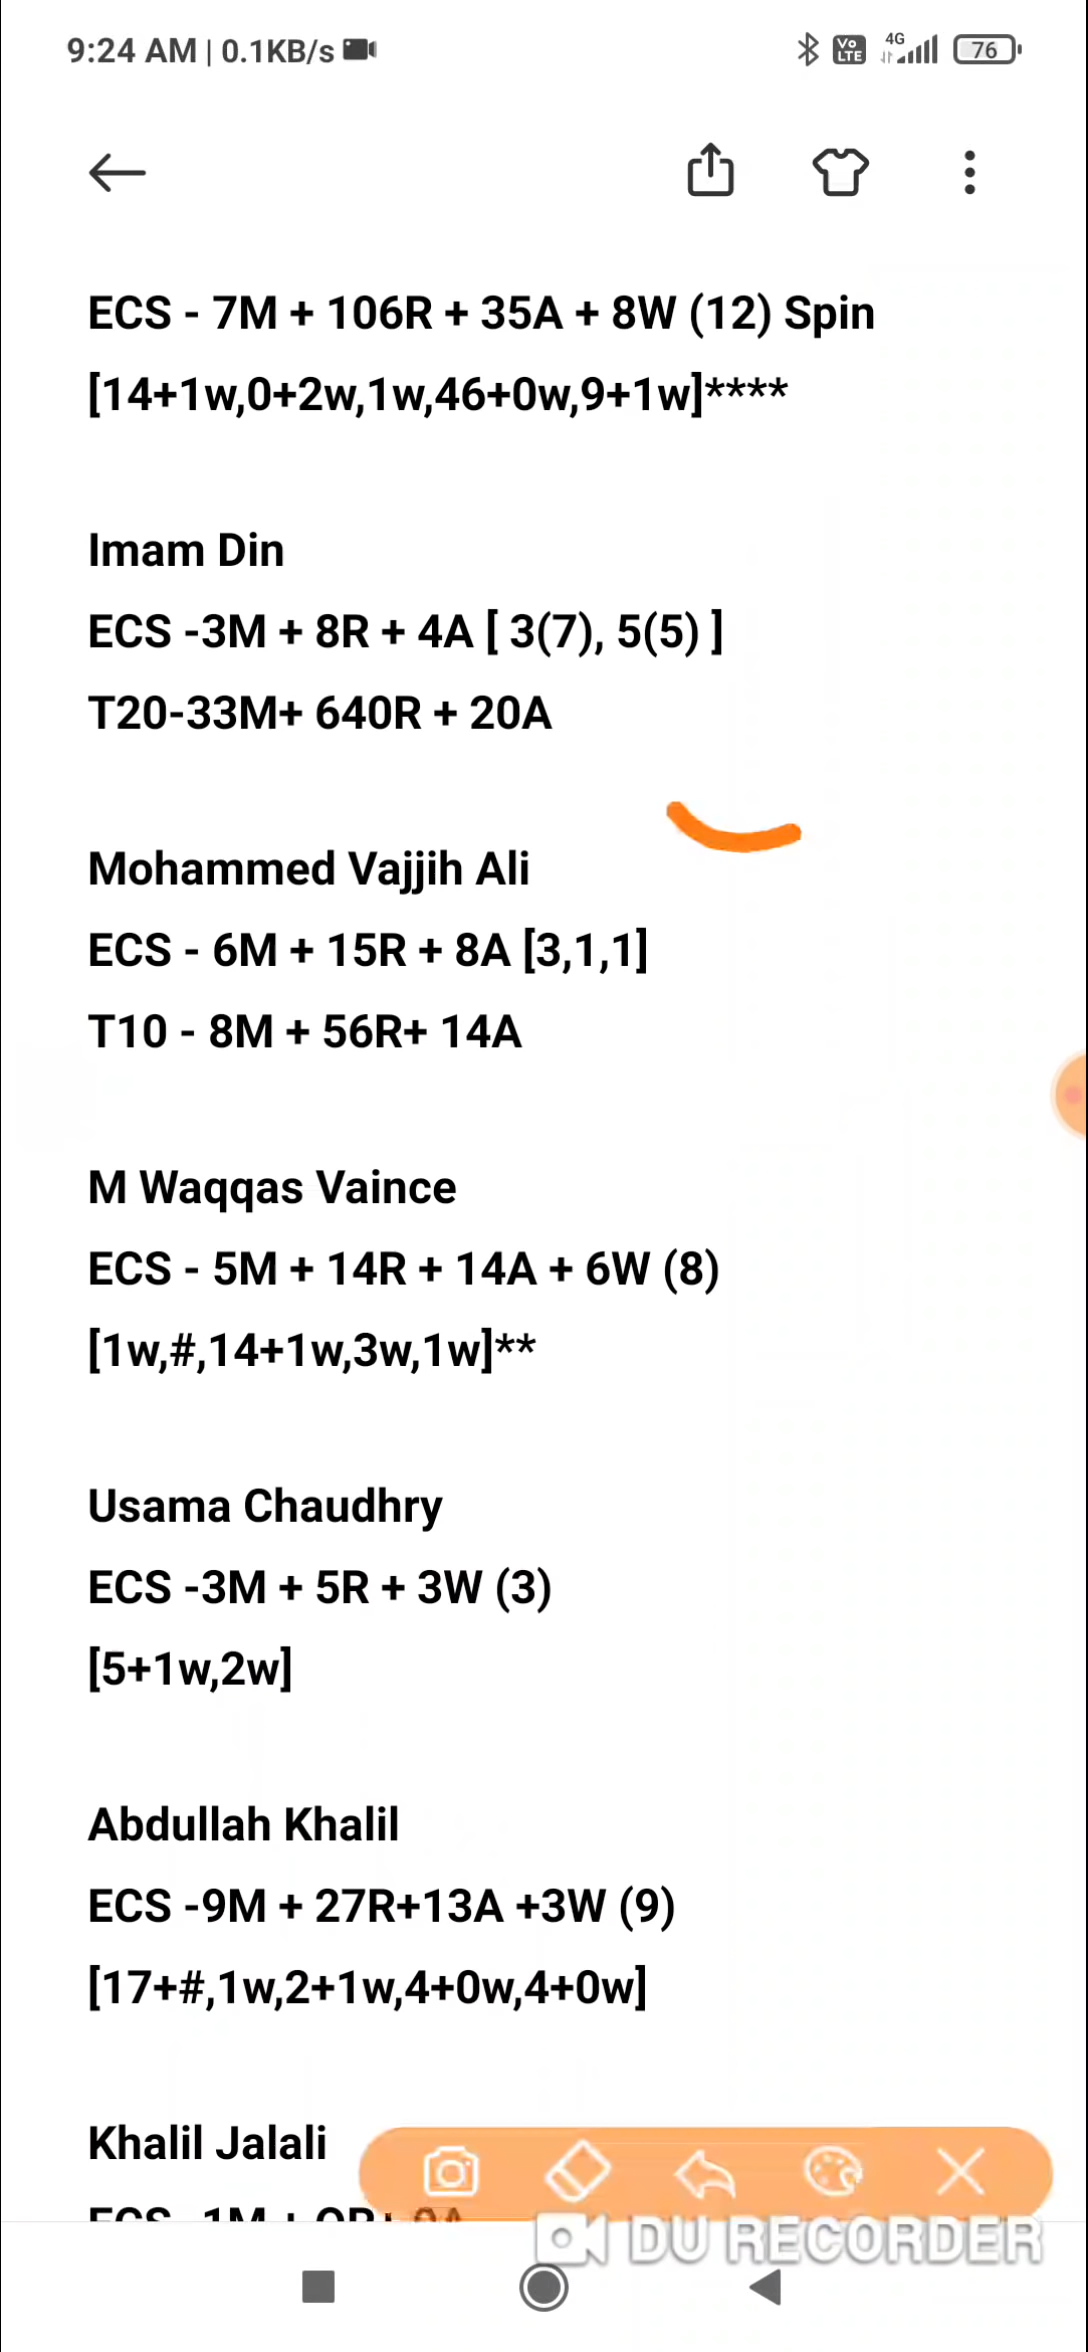 9:24 AM | 0.1KB/s
Vo LTE 4G 76
ECS - 7M + 106R + 35A + 8W (12) Spin
[14+1w,0+2w,1w,46+0w,9+1w]****
Imam Din
ECS -3M + 8R + 4A [ 3(7), 5(5) ]
T20-33M+ 640R + 20A
Mohammed Vajjih Ali
ECS - 6M + 15R + 8A [3,1,1]
T10 - 8M + 56R+ 14A
M Waqqas Vaince
ECS - 5M + 14R + 14A + 6W (8)
[1w,#,14+1w,3w,1w]**
Usama Chaudhry
ECS -3M + 5R + 3W (3)
[5+1w,2w]
Abdullah Khalil
ECS -9M + 27R+13A +3W (9)
[17+#,1w,2+1w,4+0w,4+0w]
Khalil Jalali
ECS
DU RECORDER